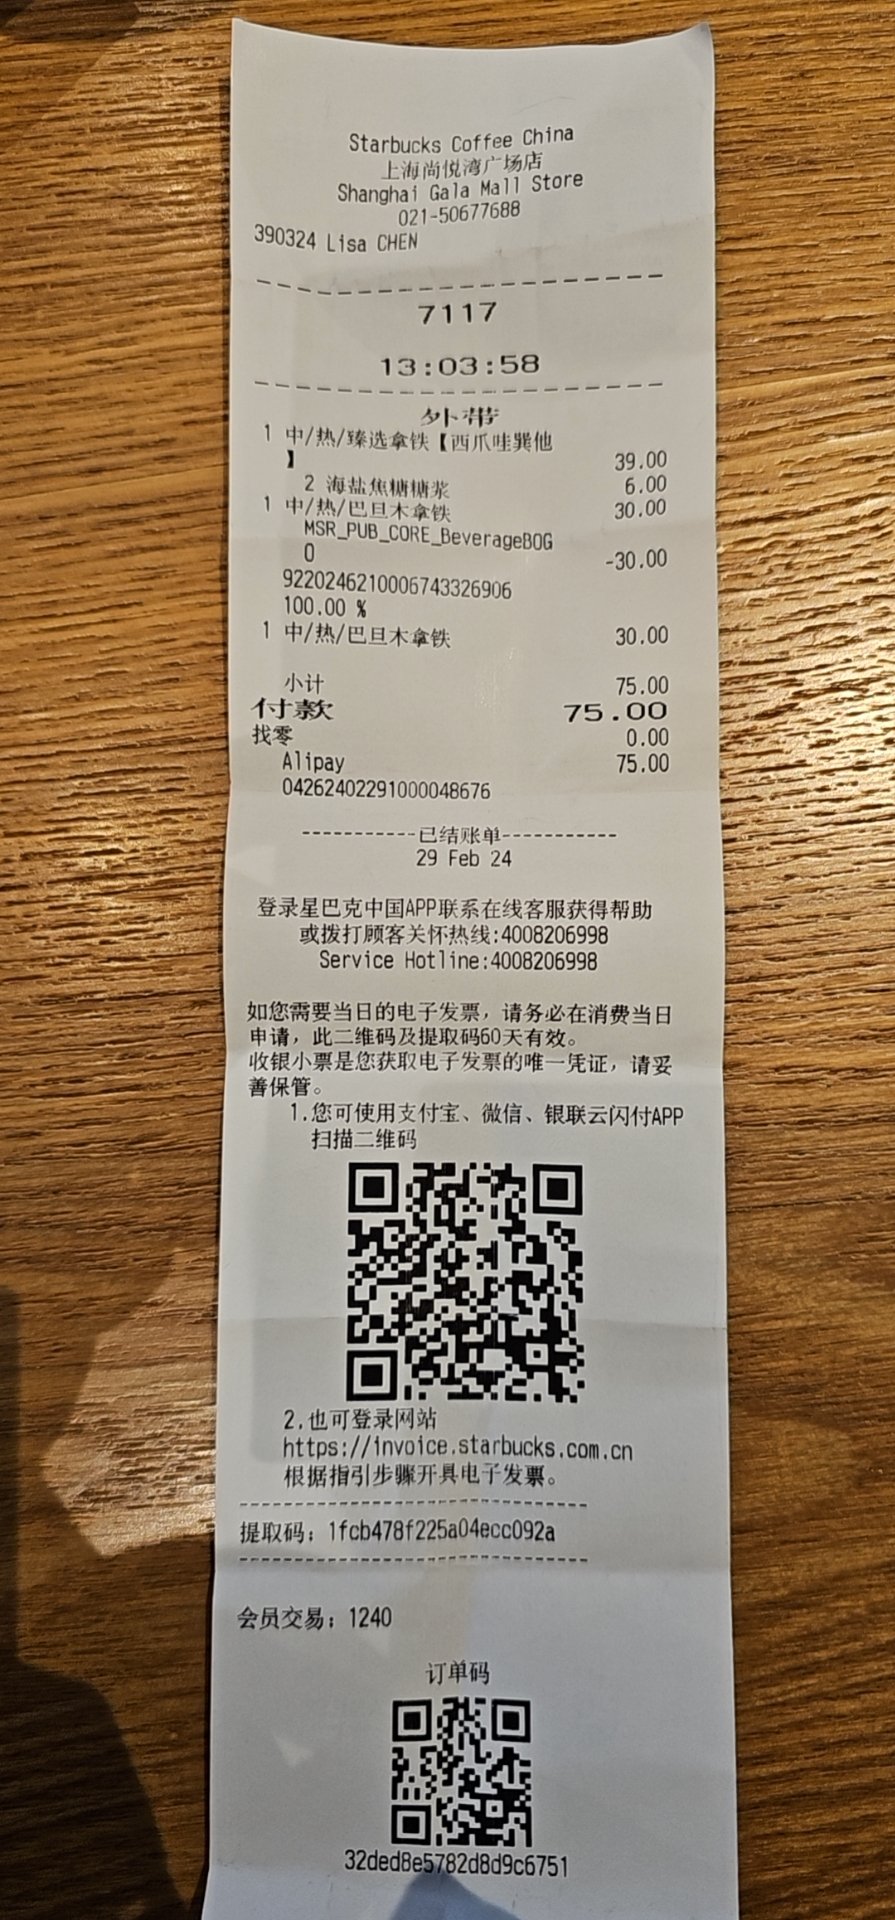 Starbucks Coffee China
上海尚悦湾广场店
Shanghai Gala Mall Store
021-50677688
390324 Lisa CHEN
7117
13:03:58
外带
1 中/热/臻选拿铁【西爪哇巽他
】 39.00
2 海盐焦糖糖浆 6.00
1 中/热/巴旦木拿铁 30.00
MSR_PUB_CORE_BeverageBOG
O -30.00
92202462100067433​26906
100.00 %
1 中/热/巴旦木拿铁 30.00
小计 75.00
付款 75.00
找零 0.00
Alipay 75.00
04262402291000048676
-----------已结账单-----------
29 Feb 24
登录星巴克中国APP联系在线客服获得帮助
或拨打顾客关怀热线:4008206998
Service Hotline:4008206998
如您需要当日的电子发票，请务必在消费当日
申请，此二维码及提取码60天有效。
收银小票是您获取电子发票的唯一凭证，请妥
善保管。
1.您可使用支付宝、微信、银联云闪付APP
扫描二维码
2.也可登录网站
https://invoice.starbucks.com.cn
根据指引步骤开具电子发票。
提取码：1fcb478f225a04ecc092a
会员交易：1240
订单码
32ded8e5782d8d9c6751